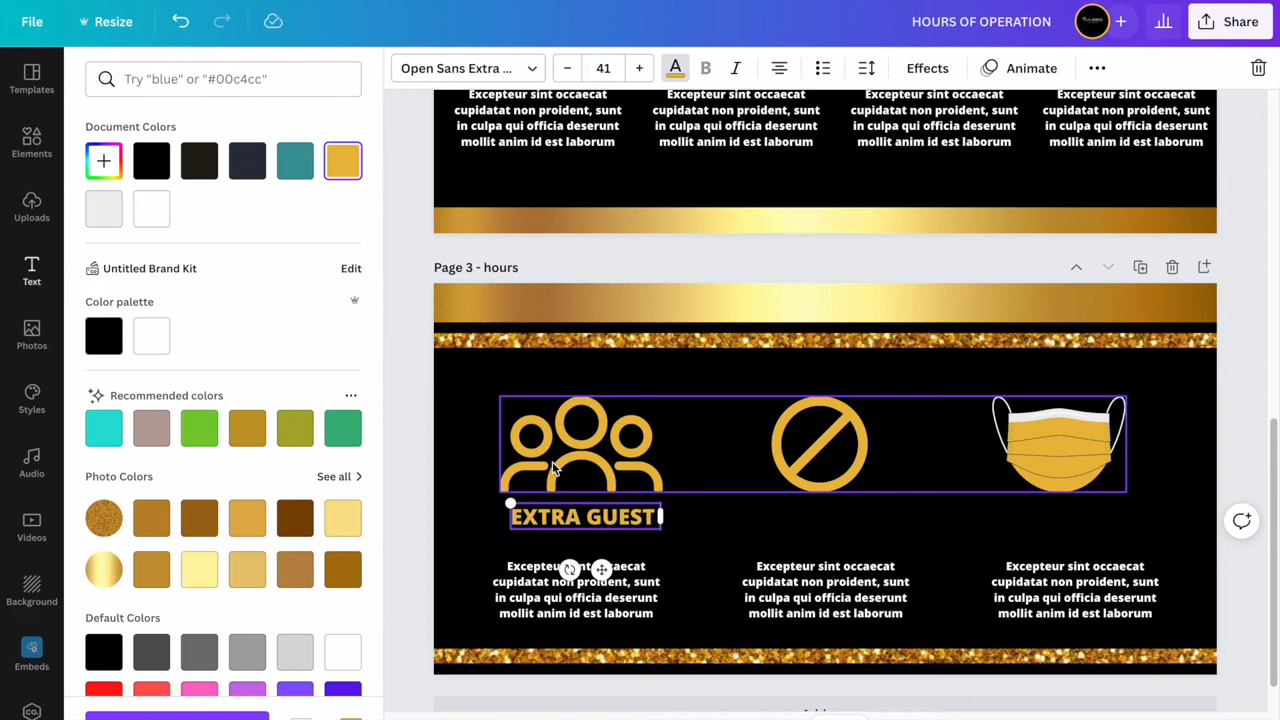 File
Resize
HOURS OF OPERATION
Share
Templates
Elements
Uploads
Text
Photos
Styles
Audio
Videos
Background
Embeds
Try "blue" or "#00c4cc"
Document Colors
Untitled Brand Kit
Edit
Color palette
Recommended colors
Photo Colors
See all
Default Colors
Open Sans Extra ...
– 41 +
A B I
Effects
Animate
Excepteur sint occaecat
cupidatat non proident, sunt
in culpa qui officia deserunt
mollit anim id est laborum
Excepteur sint occaecat
cupidatat non proident, sunt
in culpa qui officia deserunt
mollit anim id est laborum
Excepteur sint occaecat
cupidatat non proident, sunt
in culpa qui officia deserunt
mollit anim id est laborum
Excepteur sint occaecat
cupidatat non proident, sunt
in culpa qui officia deserunt
mollit anim id est laborum
Page 3 - hours
EXTRA GUEST
Excepteur sint occaecat
cupidatat non proident, sunt
in culpa qui officia deserunt
mollit anim id est laborum
Excepteur sint occaecat
cupidatat non proident, sunt
in culpa qui officia deserunt
mollit anim id est laborum
Excepteur sint occaecat
cupidatat non proident, sunt
in culpa qui officia deserunt
mollit anim id est laborum